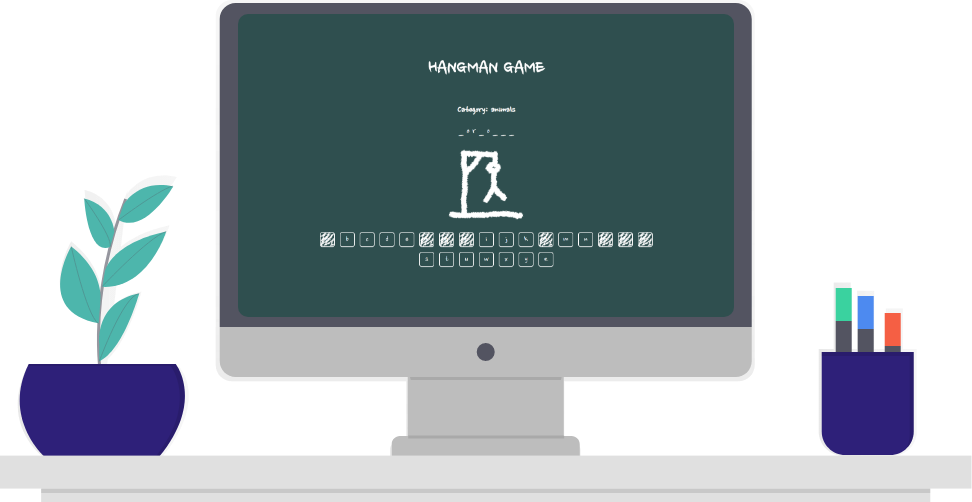 HANGMAN GAME
Category: animals
_ o r _ o _ _ _
b c d e i j k m n
s t u w x y z